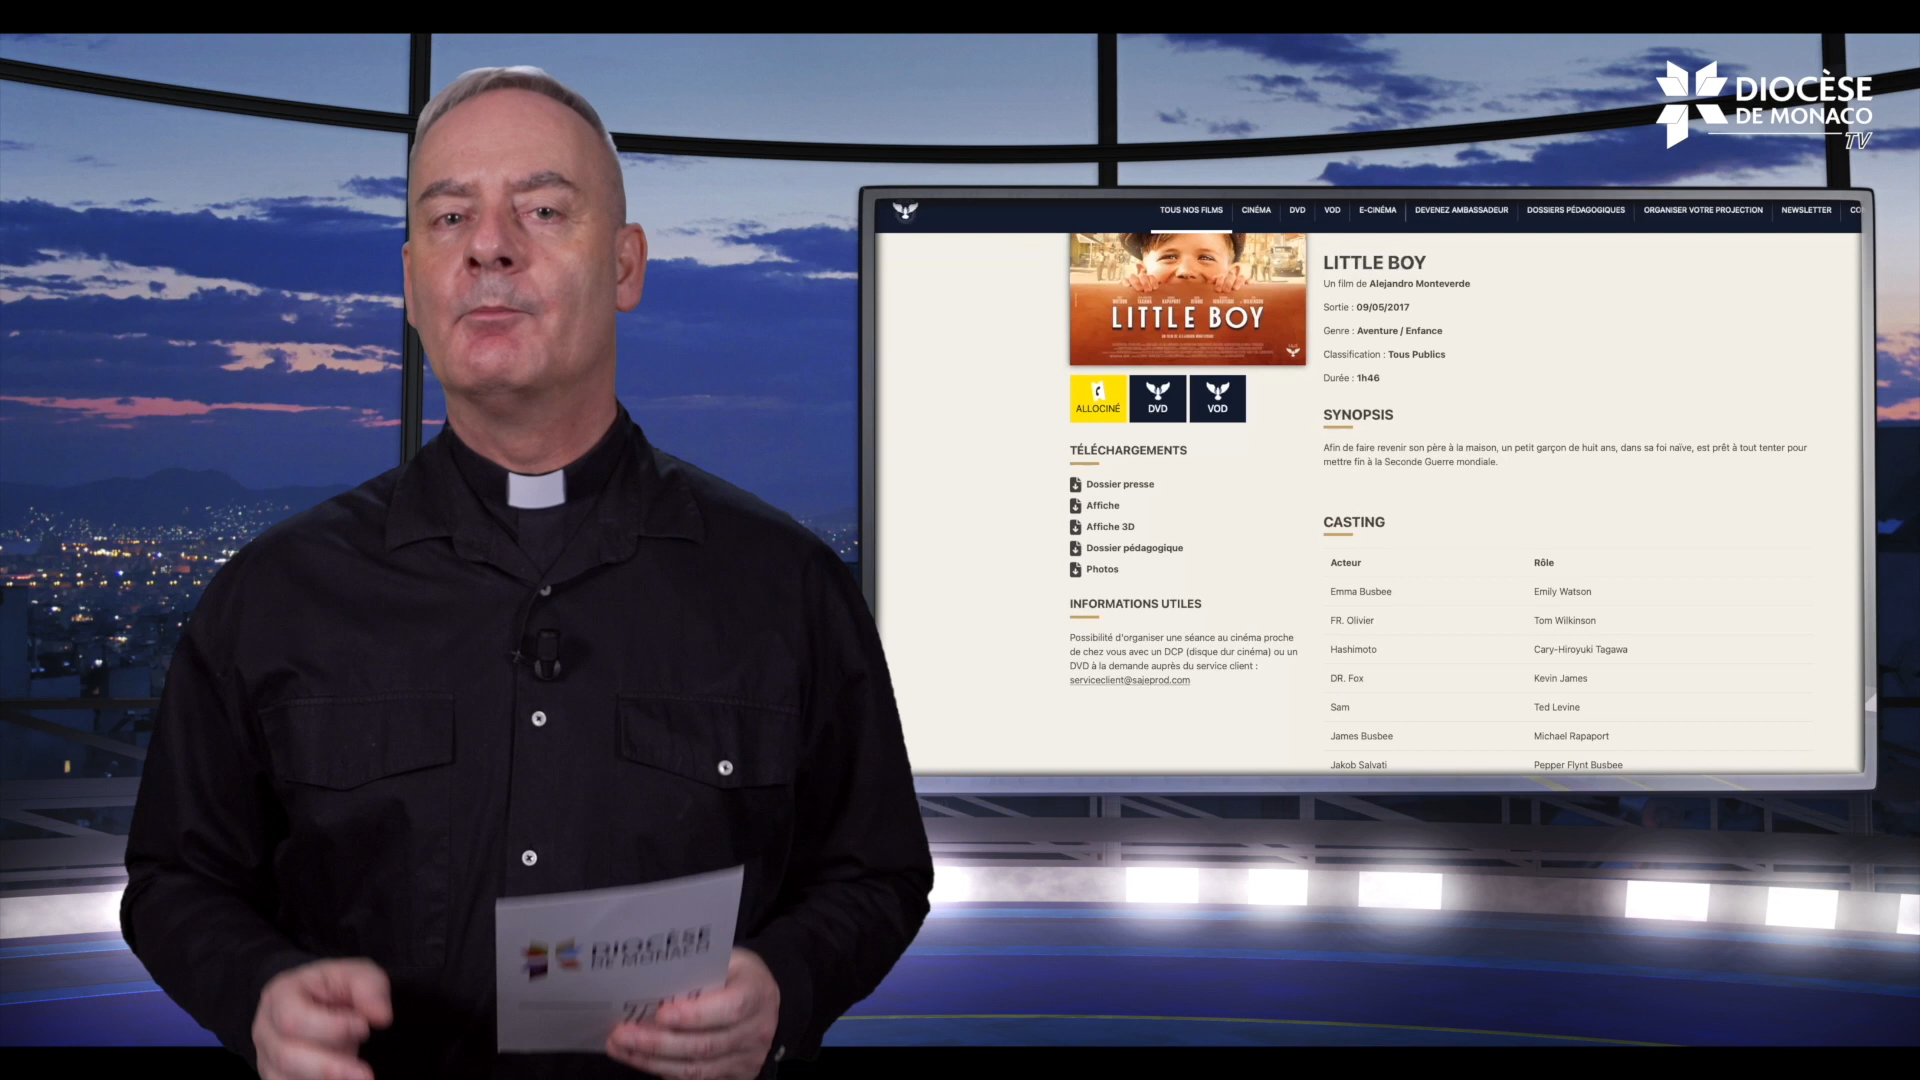 DIOCÈSE
DE MONACO
TV
TOUS NOS FILMS CINÉMA DVD VOD E-CINÉMA DEVENEZ AMBASSADEUR DOSSIERS PÉDAGOGIQUES ORGANISER VOTRE PROJECTION NEWSLETTER
LITTLE BOY
ALLOCINÉ DVD VOD
TÉLÉCHARGEMENTS
Dossier presse
Affiche
Affiche 3D
Dossier pédagogique
Photos
INFORMATIONS UTILES
Possibilité d'organiser une séance au cinéma proche
de chez vous avec un DCP (disque dur cinéma) ou un
DVD à la demande auprès du service client :
serviceclient@sajeprod.com
LITTLE BOY
Un film de Alejandro Monteverde
Sortie : 09/05/2017
Genre : Aventure / Enfance
Classification : Tous Publics
Durée : 1h46
SYNOPSIS
Afin de faire revenir son père à la maison, un petit garçon de huit ans, dans sa foi naïve, est prêt à tout tenter pour
mettre fin à la Seconde Guerre mondiale.
CASTING
Acteur Rôle
Emma Busbee Emily Watson
FR. Olivier Tom Wilkinson
Hashimoto Cary-Hiroyuki Tagawa
DR. Fox Kevin James
Sam Ted Levine
James Busbee Michael Rapaport
Jakob Salvati Pepper Flynt Busbee
DIOCÈSE
DE MONACO